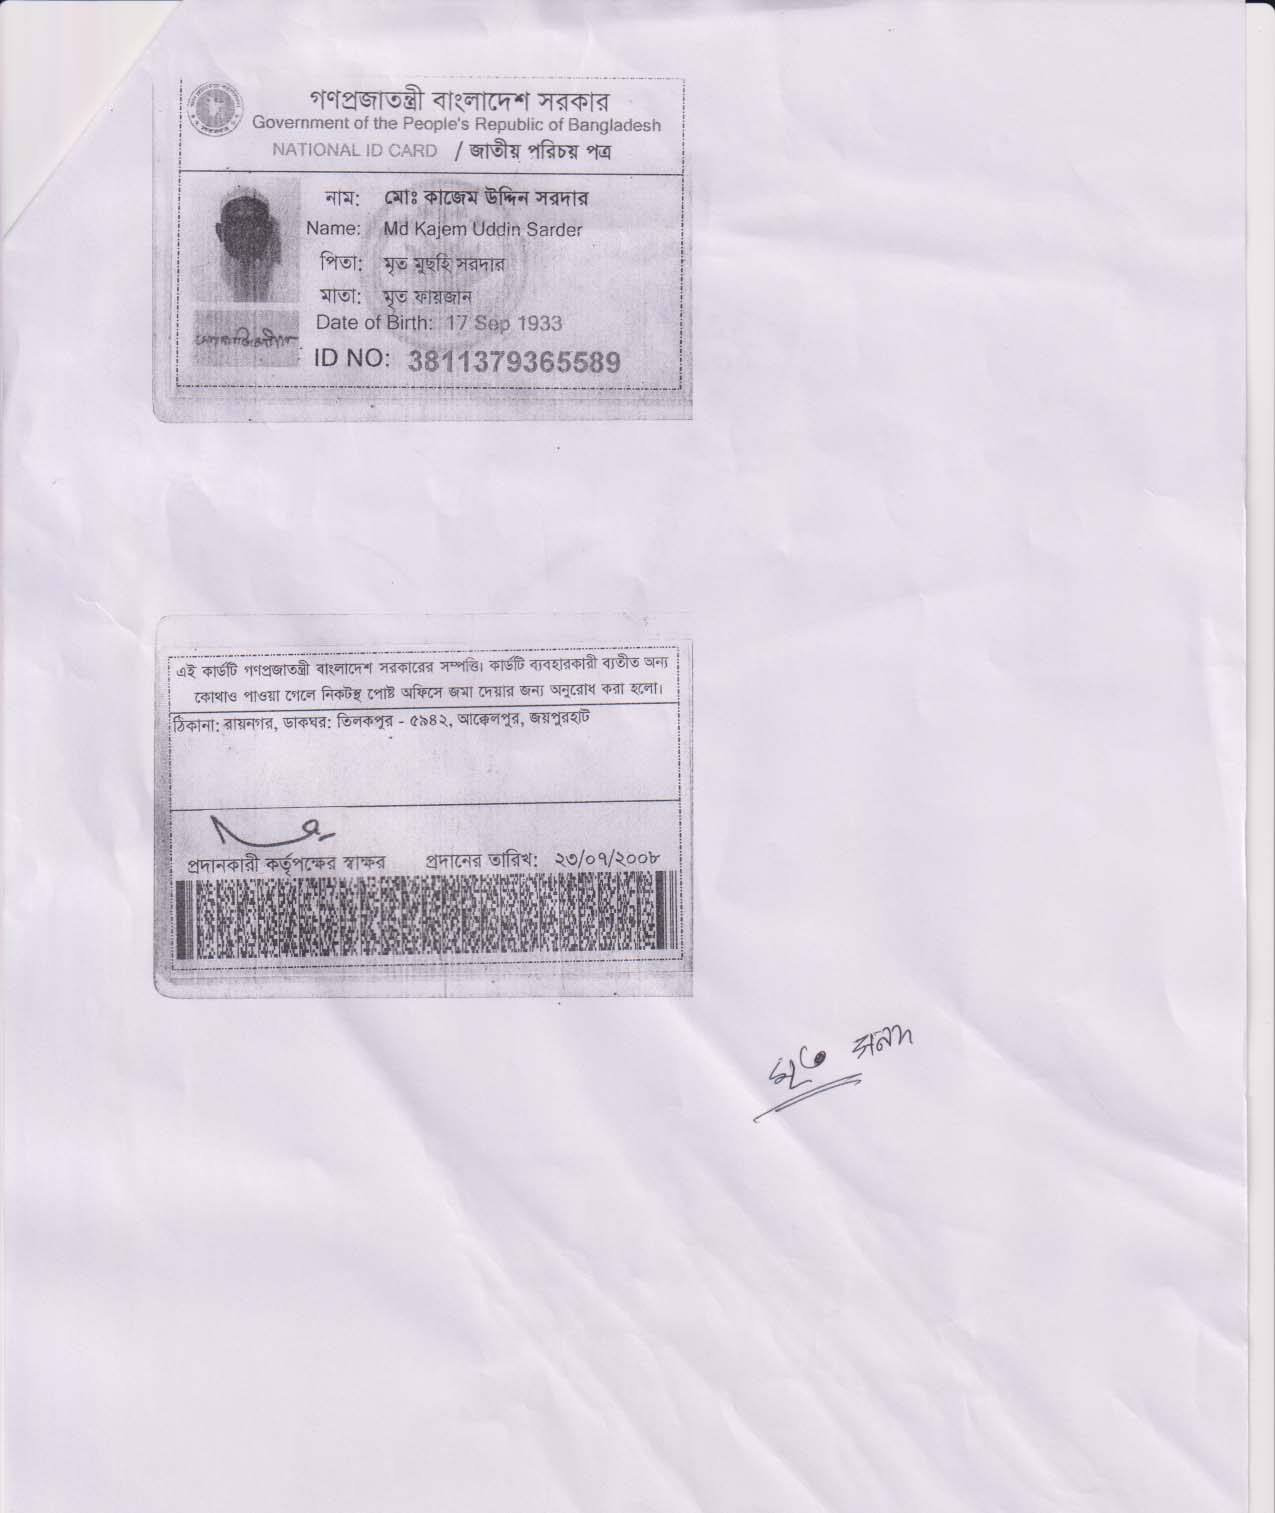 গণপ্রজাতন্ত্রী বাংলাদেশ সরকার
Government of the People's Republic of Bangladesh
NATIONAL ID CARD / জাতীয় পরিচয় পত্র
নাম: মোঃ কাজেম উদ্দিন সরদার
Name: Md Kajem Uddin Sarder
পিতা: মৃত মুছহি সরদার
মাতা: মৃত ফায়জান
Date of Birth: 17 Sep 1933
ID NO: 3811379365589
এই কার্ডটি গণপ্রজাতন্ত্রী বাংলাদেশ সরকারের সম্পত্তি। কার্ডটি ব্যবহারকারী ব্যতীত অন্য
কোথাও পাওয়া গেলে নিকটস্থ পোষ্ট অফিসে জমা দেয়ার জন্য অনুরোধ করা হলো।
ঠিকানা: রায়নগর, ডাকঘর: তিলকপুর - ৫৯৪২, আক্কেলপুর, জয়পুরহাট
প্রদানকারী কর্তৃপক্ষের স্বাক্ষর প্রদানের তারিখ: ২৩/০৭/২০০৮
মৃত সনদ